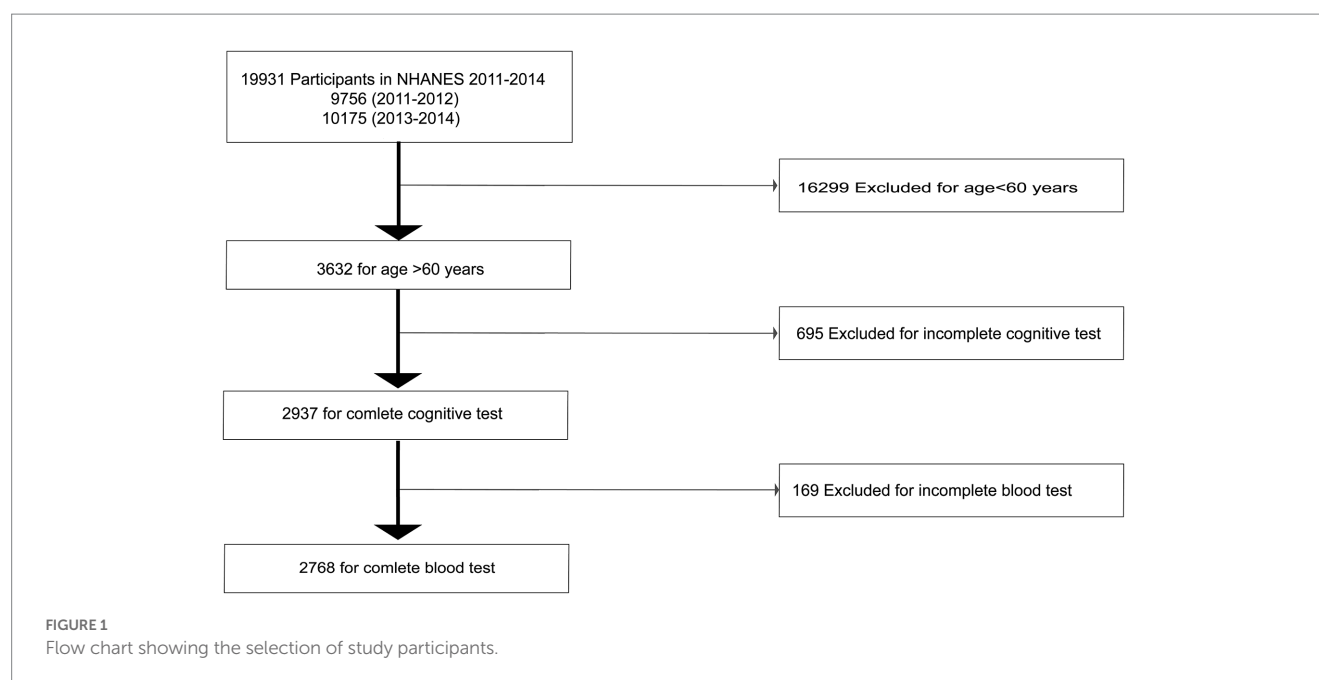 19931 Participants in NHANES 2011-2014
9756 (2011-2012)
10175 (2013-2014)
16299 Excluded for age<60 years
3632 for age >60 years
695 Excluded for incomplete cognitive test
2937 for comlete cognitive test
169 Excluded for incomplete blood test
2768 for comlete blood test
FIGURE 1
Flow chart showing the selection of study participants.